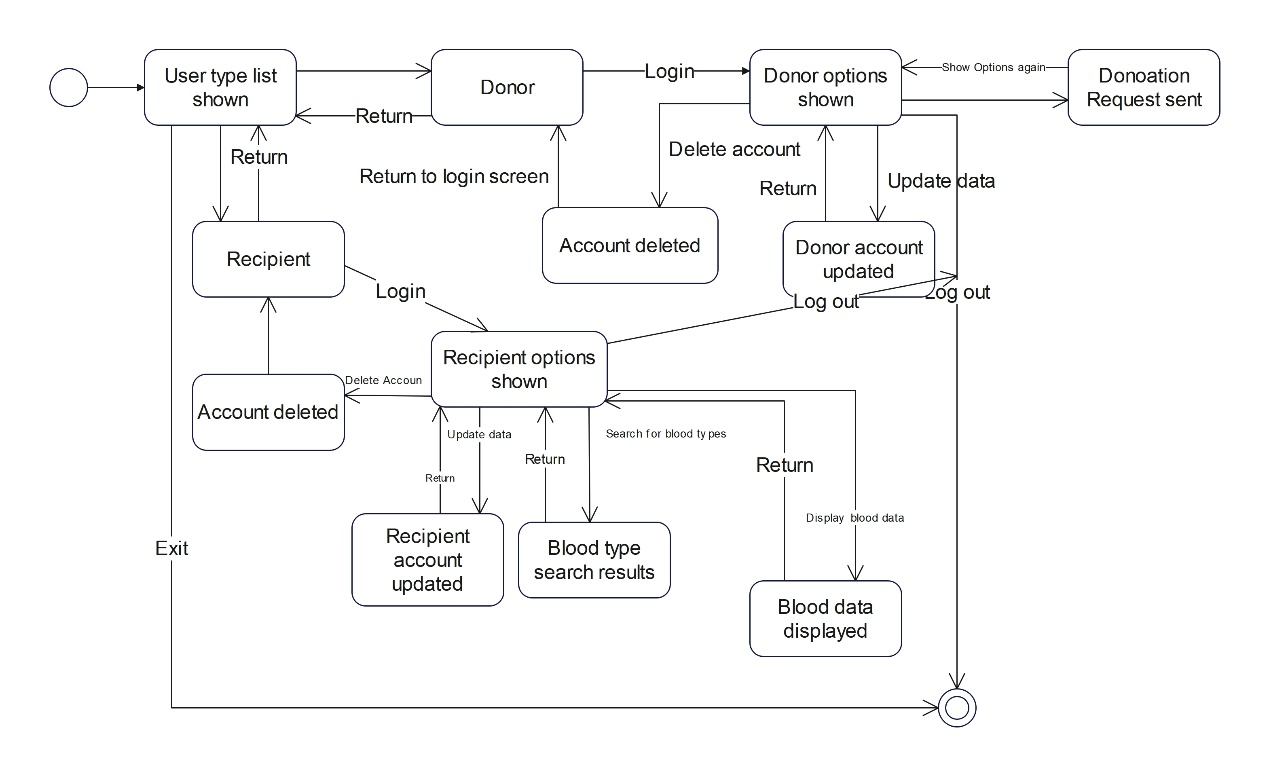 User type list
shown
Donor
Login
Donor options
shown
Show Options again
Donoation
Request sent
Return
Return
Delete account
Return to login screen
Return
Update data
Recipient
Account deleted
Donor account
updated
Login
Log out
Log out
Recipient options
shown
Delete Accoun
Account deleted
Update data
Search for blood types
Return
Return
Return
Display blood data
Recipient
account
updated
Blood type
search results
Exit
Blood data
displayed